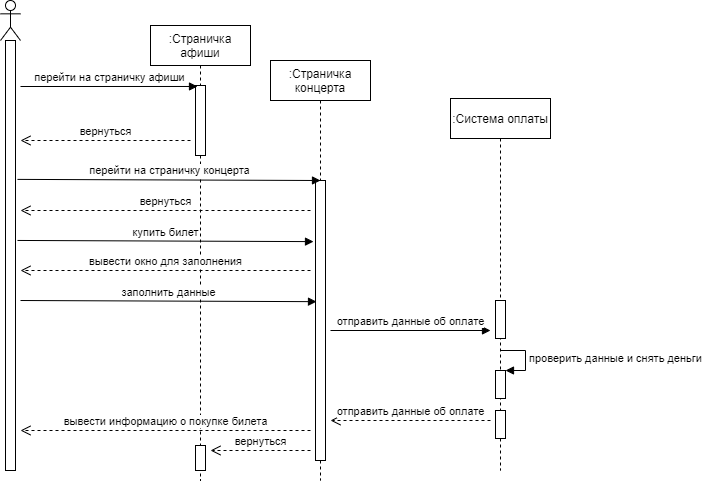 :Страничка
афиши
:Страничка
концерта
:Система оплаты
перейти на страничку афиши
вернуться
перейти на страничку концерта
вернуться
купить билет
вывести окно для заполнения
заполнить данные
отправить данные об оплате
проверить данные и снять деньги
отправить данные об оплате
вывести информацию о покупке билета
вернуться